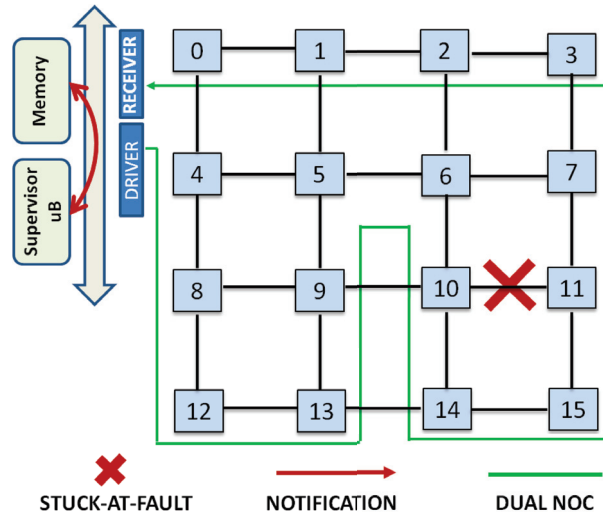 Memory
Supervisor
uB
RECEIVER
DRIVER
0
1
2
3
4
5
6
7
8
9
10
11
12
13
14
15
STUCK-AT-FAULT
NOTIFICATION
DUAL NOC